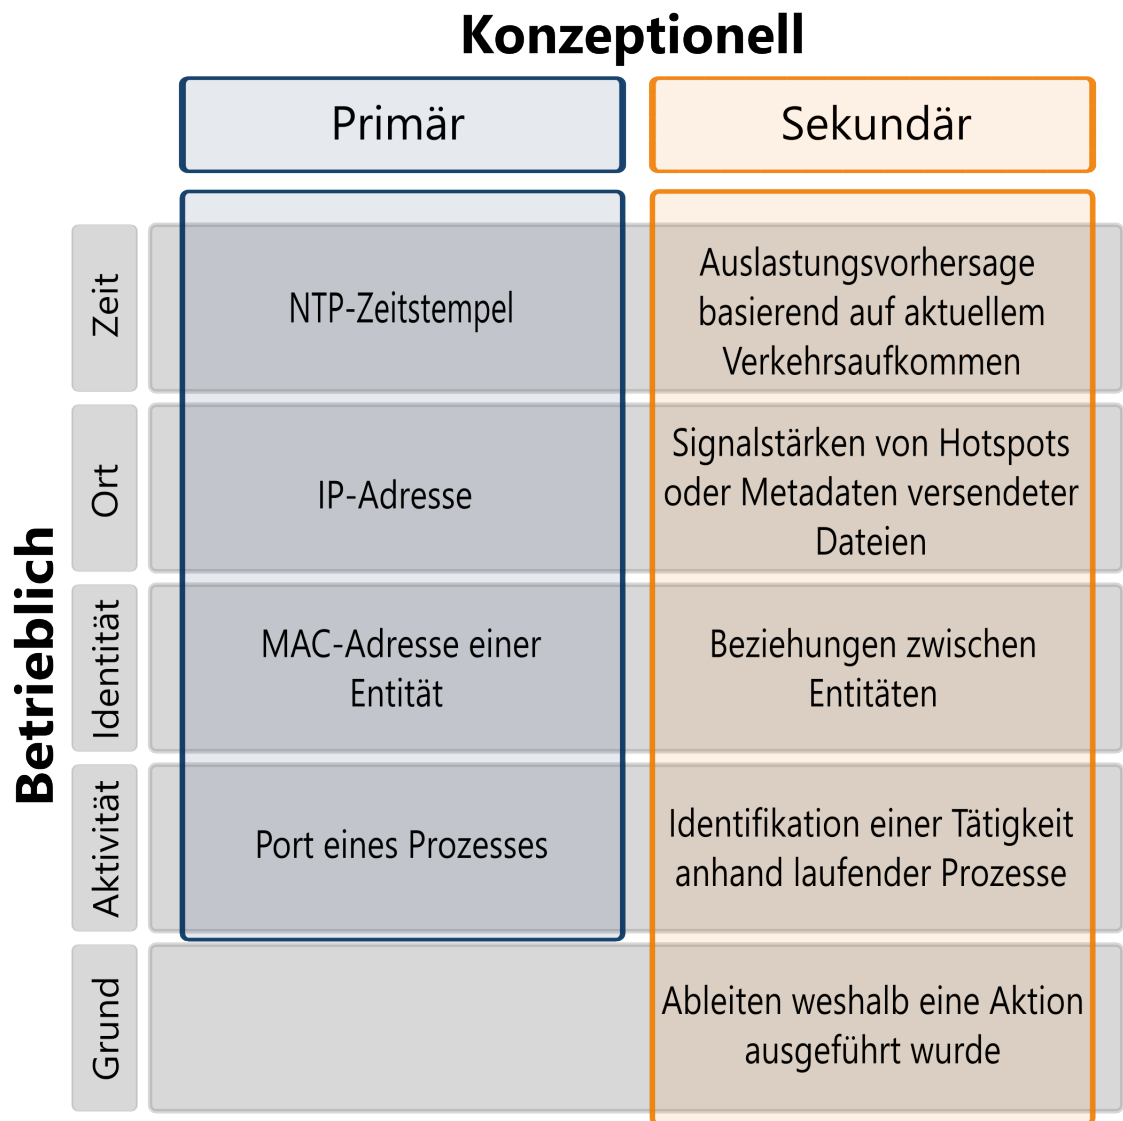 Konzeptionell
Primär
Sekundär
Betrieblich
Zeit
NTP-Zeitstempel
Auslastungsvorhersage
basierend auf aktuellem
Verkehrsaufkommen
Ort
IP-Adresse
Signalstärken von Hotspots
oder Metadaten versendeter
Dateien
Identität
MAC-Adresse einer
Entität
Beziehungen zwischen
Entitäten
Aktivität
Port eines Prozesses
Identifikation einer Tätigkeit
anhand laufender Prozesse
Grund
Ableiten weshalb eine Aktion
ausgeführt wurde